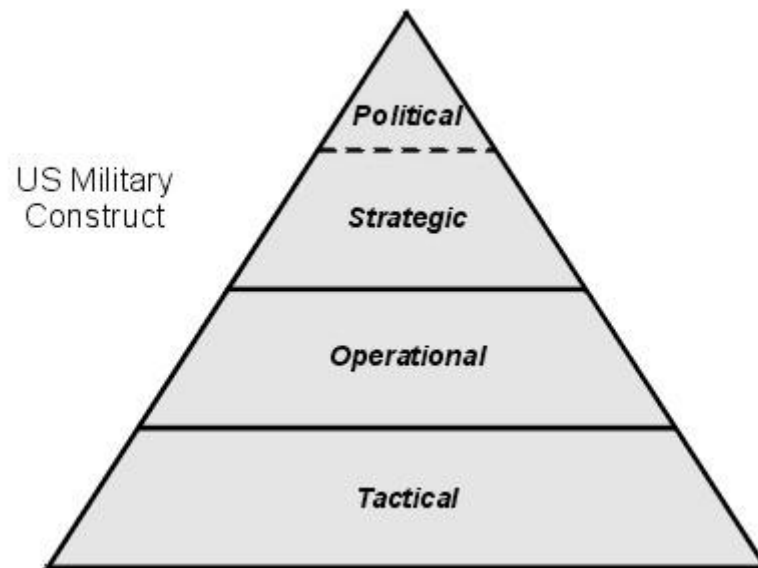 Political
US Military
Construct
Strategic
Operational
Tactical